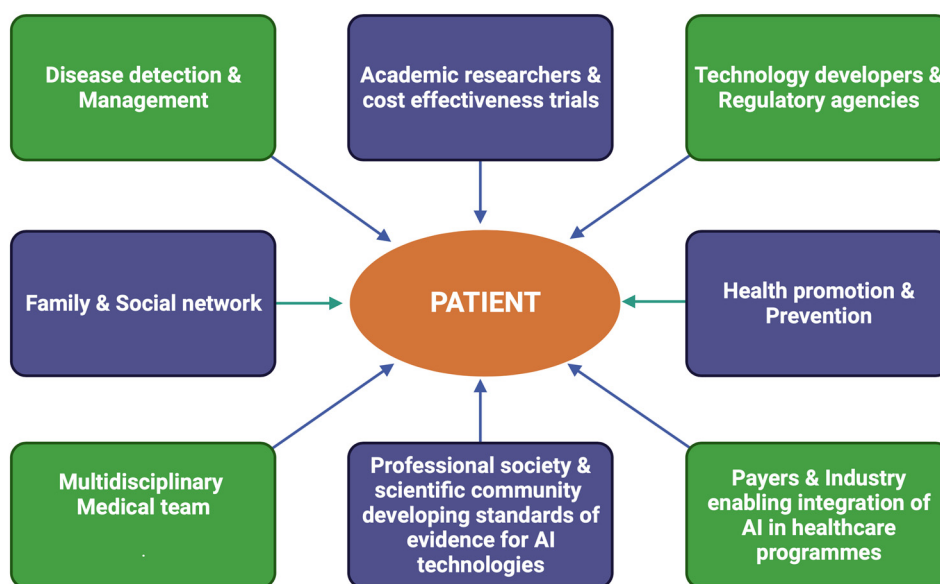 Disease detection &
Management
Academic researchers &
cost effectiveness trials
Technology developers &
Regulatory agencies
Family & Social network
PATIENT
Health promotion &
Prevention
Multidisciplinary
Medical team
.
Professional society &
scientific community
developing standards of
evidence for AI
technologies
Payers & Industry
enabling integration of
AI in healthcare
programmes